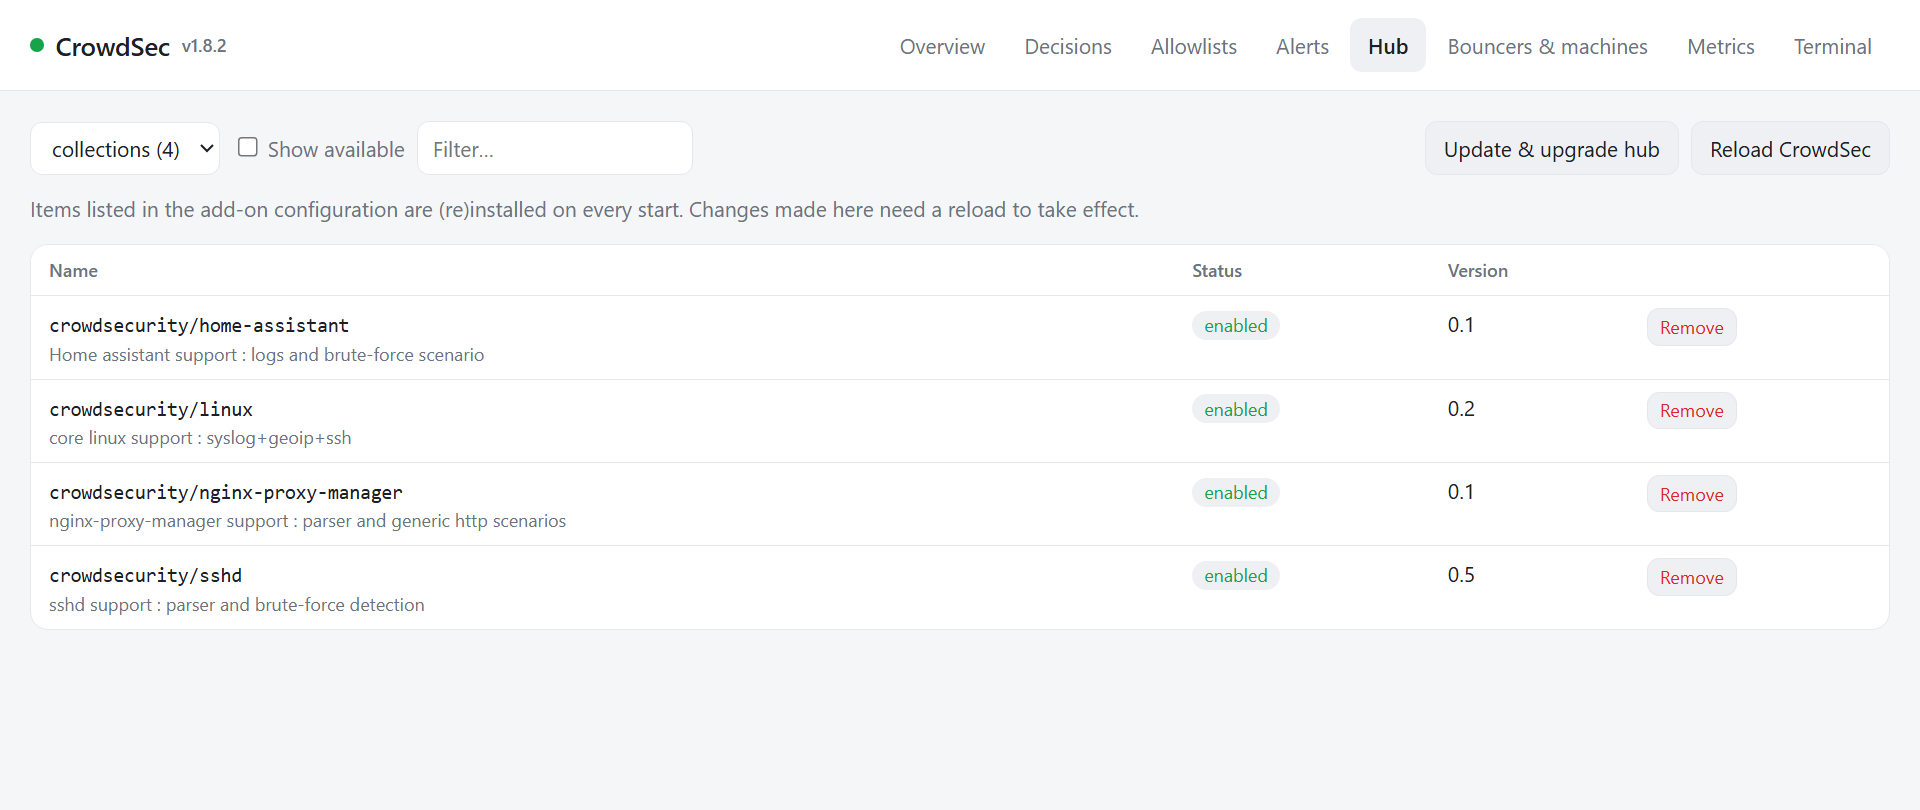 CrowdSec v1.8.2
Overview Decisions Allowlists Alerts Hub Bouncers & machines Metrics Terminal
collections (4) Show available Filter... Update & upgrade hub Reload CrowdSec
Items listed in the add-on configuration are (re)installed on every start. Changes made here need a reload to take effect.
Name Status Version
crowdsecurity/home-assistant enabled 0.1 Remove
Home assistant support : logs and brute-force scenario
crowdsecurity/linux enabled 0.2 Remove
core linux support : syslog+geoip+ssh
crowdsecurity/nginx-proxy-manager enabled 0.1 Remove
nginx-proxy-manager support : parser and generic http scenarios
crowdsecurity/sshd enabled 0.5 Remove
sshd support : parser and brute-force detection